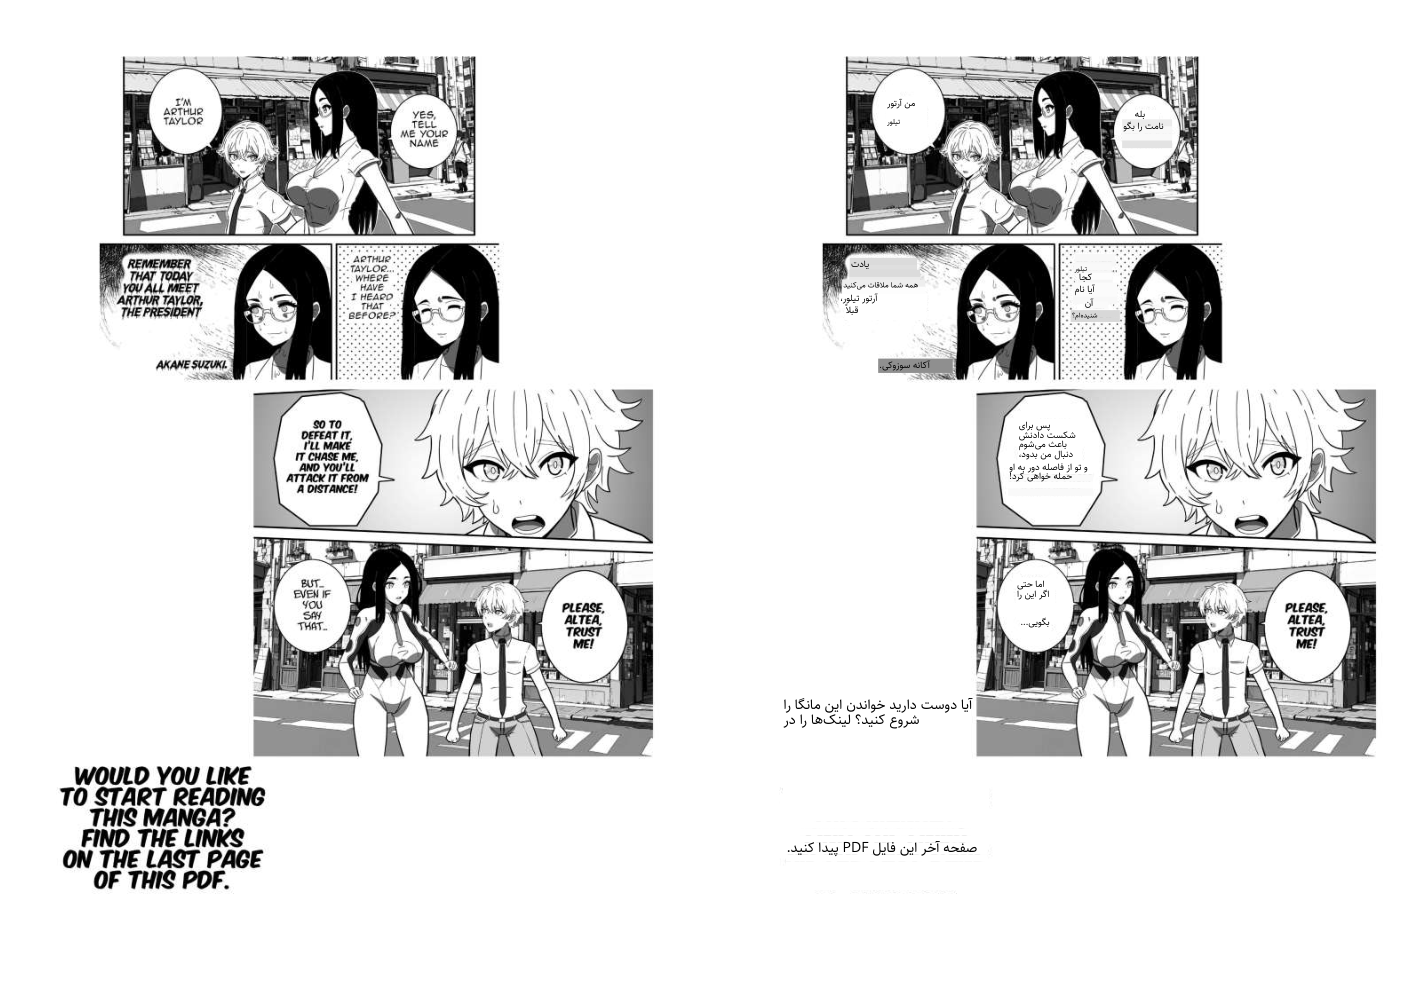 I'M
ARTHUR
TAYLOR
YES,
TELL
ME YOUR
NAME
REMEMBER
THAT TODAY
YOU ALL MEET
ARTHUR TAYLOR,
THE PRESIDENT
AKANE SUZUKI.
ARTHUR
TAYLOR...
WHERE
HAVE
I HEARD
THAT
BEFORE?
SO TO
DEFEAT IT,
I'LL MAKE
IT CHASE ME,
AND YOU'LL
ATTACK IT FROM
A DISTANCE!
BUT...
EVEN IF
YOU
SAY
THAT...
PLEASE,
ALTEA,
TRUST
ME!
WOULD YOU LIKE
TO START READING
THIS MANGA?
FIND THE LINKS
ON THE LAST PAGE
OF THIS PDF.
من آرتور
تیلور
بله
نامت را بگو
یادت
همه شما ملاقات می‌کنید
آرتور تیلور،
قبلاً
آکانه سوزوکی.
تیلور
..
کجا
آیا نام
آن
شنیده‌ام؟
پس برای
شکست دادنش
باعث می‌شوم
دنبال من بدود،
و تو از فاصله دور به او
حمله خواهی کرد!
اما حتی
اگر این را
بگویی...
PLEASE,
ALTEA,
TRUST
ME!
آیا دوست دارید خواندن این مانگا را
شروع کنید؟ لینک‌ها را در
صفحه آخر این فایل PDF پیدا کنید.